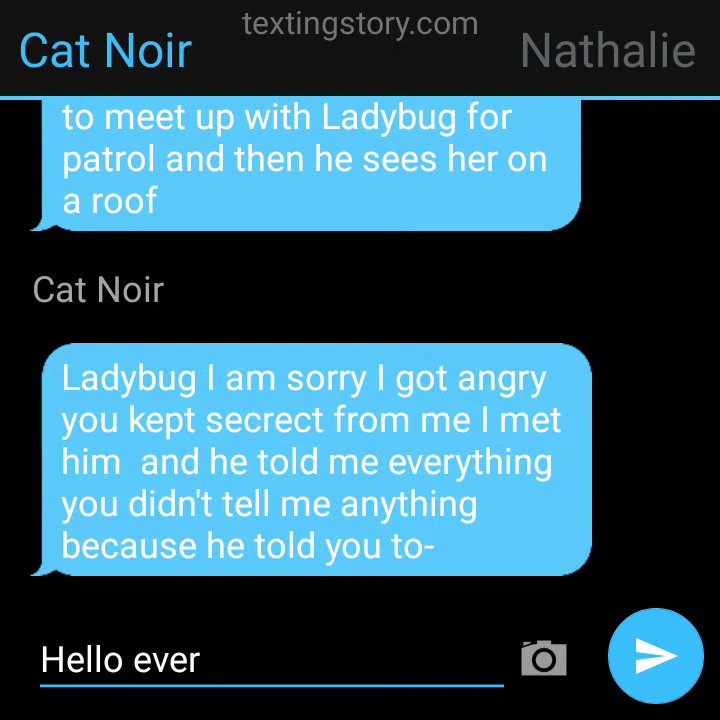 textingstory.com
Cat Noir
Nathalie
to meet up with Ladybug for
patrol and then he sees her on
a roof
Cat Noir
Ladybug I am sorry I got angry
you kept secrect from me I met
him  and he told me everything
you didn't tell me anything
because he told you to-
Hello ever